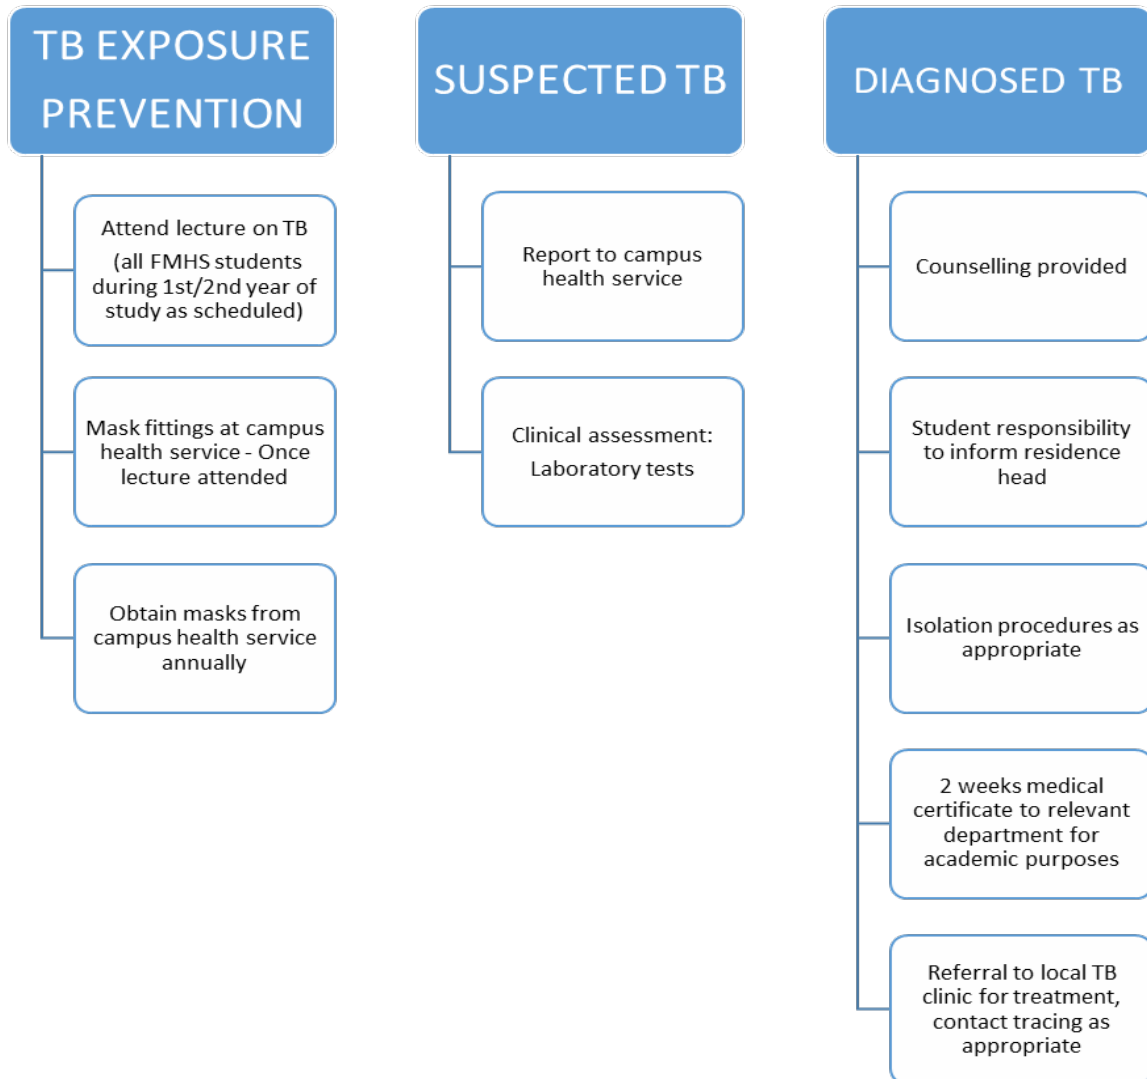 TB EXPOSURE
PREVENTION
Attend lecture on TB
(all FMHS students
during 1st/2nd year of
study as scheduled)
Mask fittings at campus
health service - Once
lecture attended
Obtain masks from
campus health service
annually
SUSPECTED TB
Report to campus
health service
Clinical assessment:
Laboratory tests
DIAGNOSED TB
Counselling provided
Student responsibility
to inform residence
head
Isolation procedures as
appropriate
2 weeks medical
certificate to relevant
department for
academic purposes
Referral to local TB
clinic for treatment,
contact tracing as
appropriate